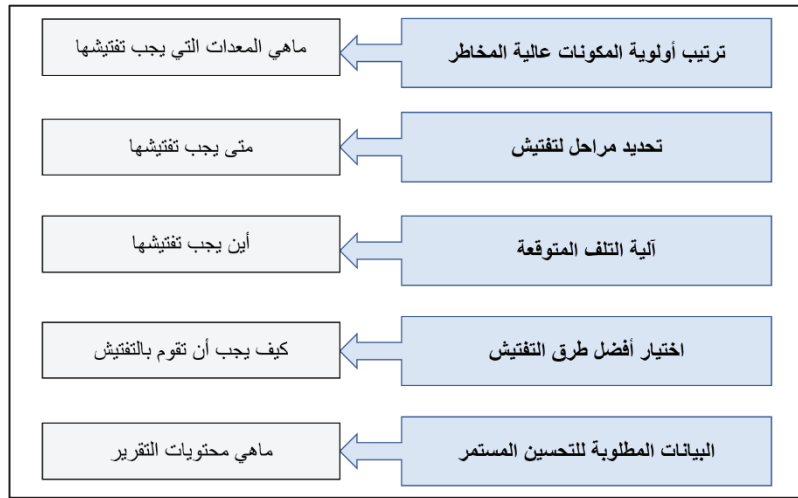 ترتيب أولوية المكونات عالية المخاطر
ماهي المعدات التي يجب تفتيشها
تحديد مراحل لتفتيش
متى يجب تفتيشها
آلية التلف المتوقعة
أين يجب تفتيشها
اختيار أفضل طرق التفتيش
كيف يجب أن تقوم بالتفتيش
البيانات المطلوبة للتحسين المستمر
ماهي محتويات التقرير